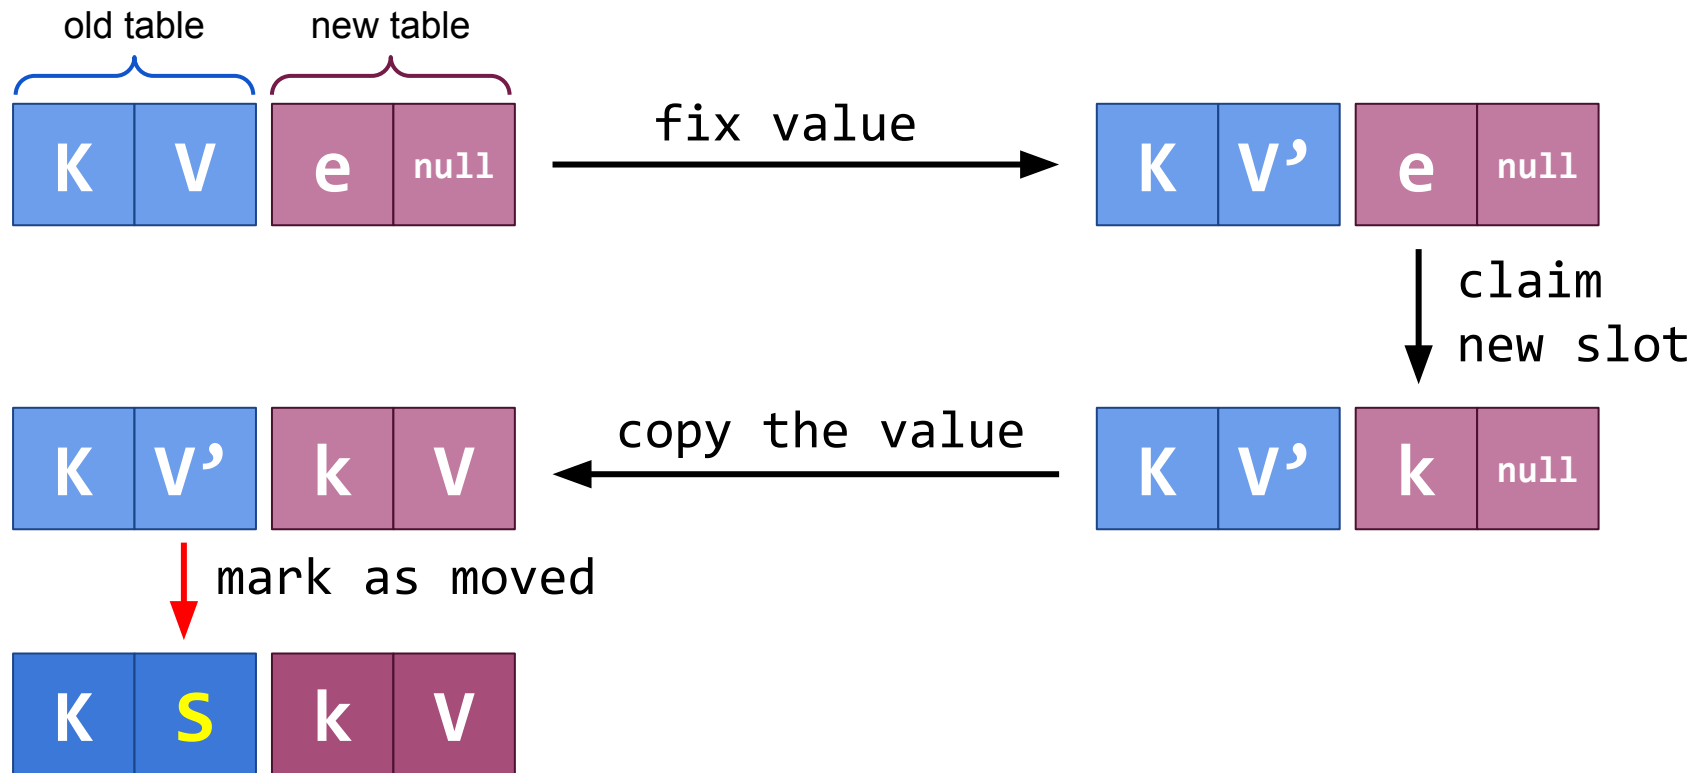 old table new table
K V e null fix value K V’ e null
claim
new slot
K V’ k V copy the value K V’ k null
mark as moved
K S k V